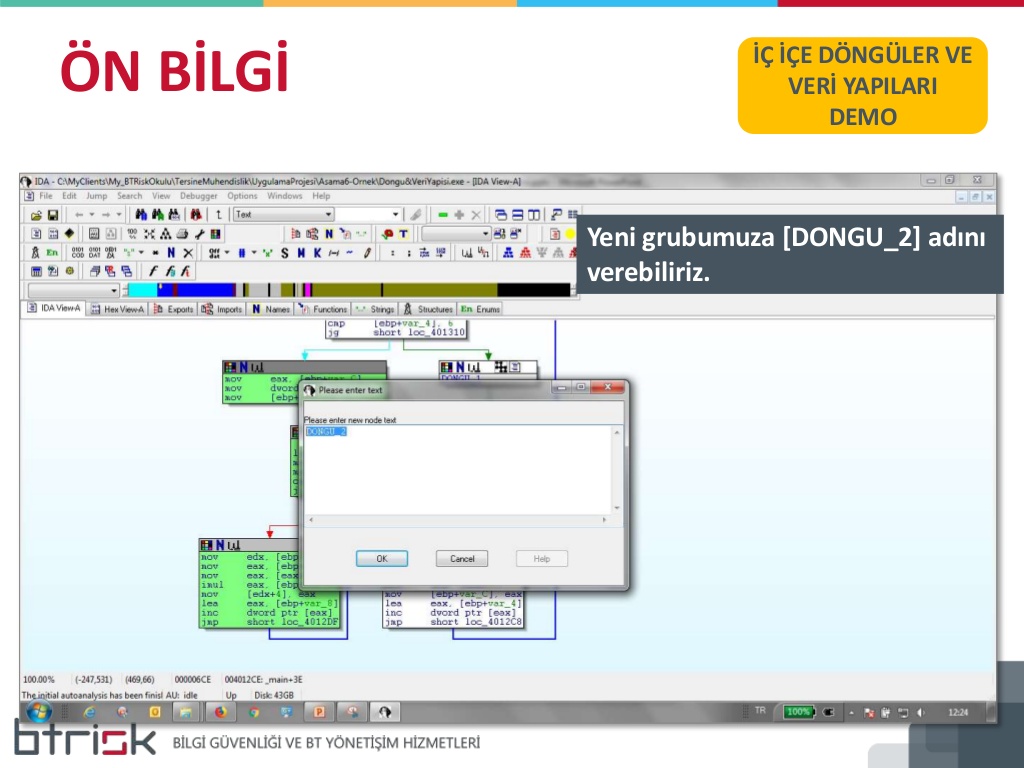 ÖN BİLGİ
İÇ İÇE DÖNGÜLER VE
VERİ YAPILARI
DEMO
IDA - C:\MyClients\My_BTRiskOkulu\TersineMuhendislik\UygulamaProjesi\Asama6-Ornek\Dongu&VeriYapisi.exe - [IDA View-A]
File Edit Jump Search View Debugger Options Windows Help
Text
Yeni grubumuza [DONGU_2] adını
verebiliriz.
IDA View-A Hex View-A Exports Imports N Names Functions Strings Structures En Enums
cmp [ebp+var_4], 6
jg short loc_401310
mov eax, [ebp+var_C]
mov dword
mov [ebp+
DONGU_1
Please enter text
Please enter new node text
DONGU_2
OK Cancel Help
mov edx, [ebp
mov eax, [ebp
mov eax, [eax
imul eax, [ebp
mov [edx+4], eax
lea eax, [ebp+var_8]
inc dword ptr [eax]
jmp short loc_4012DF
mov [ebp+var_C], eax
lea eax, [ebp+var_4]
inc dword ptr [eax]
jmp short loc_4012C8
100.00% (-247,531) (469,66) 000006CE 004012CE: _main+3E
The initial autoanalysis has been finisl AU: idle Up Disk: 43GB
TR 100% 12:24
btrisk BİLGİ GÜVENLİĞİ VE BT YÖNETİŞİM HİZMETLERİ